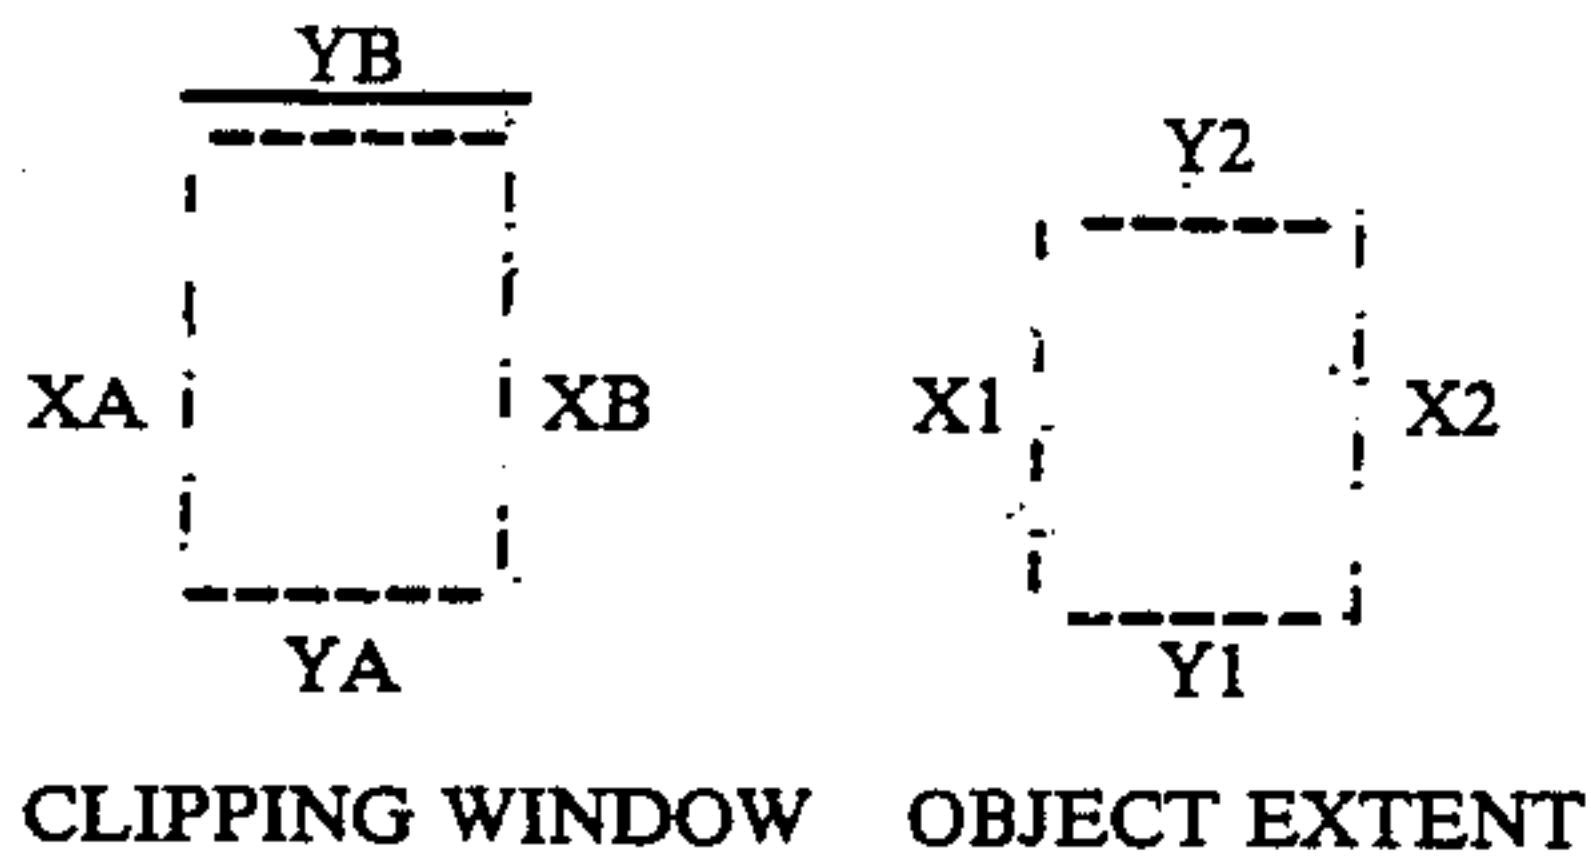 YB
Y2
XA XB X1 X2
YA Y1
CLIPPING WINDOW OBJECT EXTENT